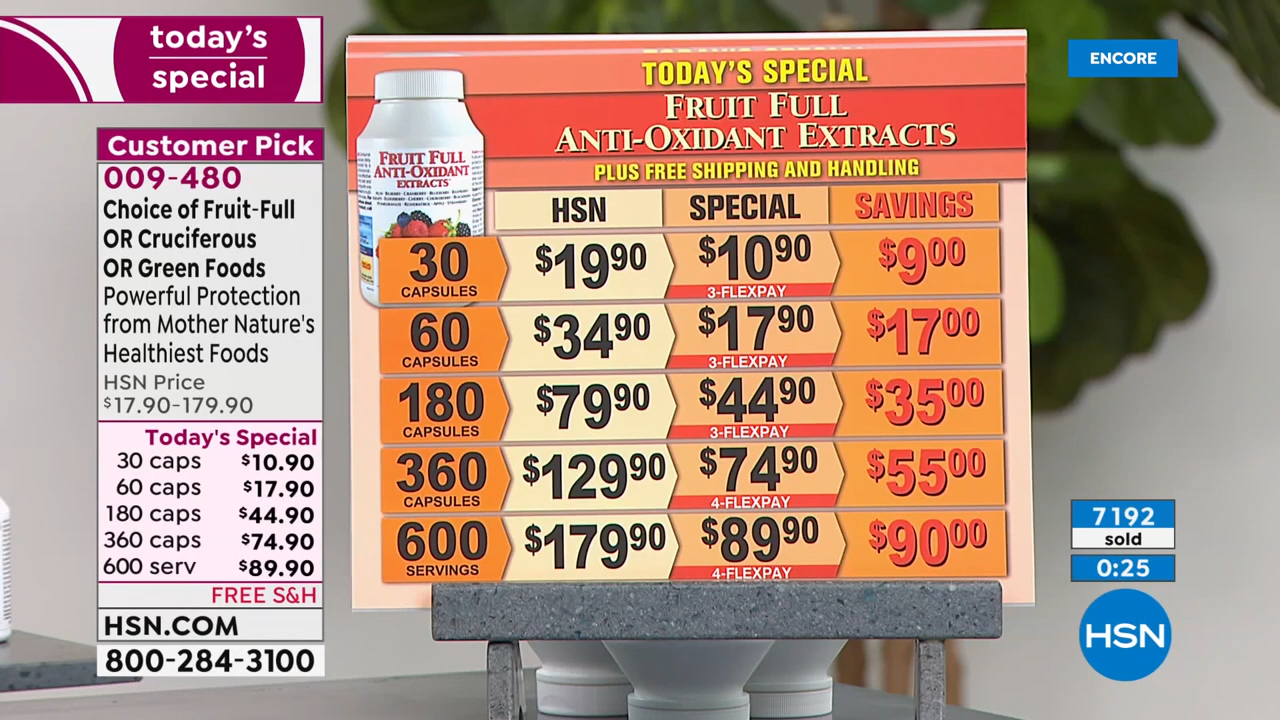 today's
special
Customer Pick
009-480
Choice of Fruit-Full
OR Cruciferous
OR Green Foods
Powerful Protection
from Mother Nature's
Healthiest Foods
HSN Price
$17.90-179.90
Today's Special
30 caps $10.90
60 caps $17.90
180 caps $44.90
360 caps $74.90
600 serv $89.90
FREE S&H
HSN.COM
800-284-3100
TODAY'S SPECIAL
TODAY'S SPECIAL
FRUIT FULL
ANTI-OXIDANT EXTRACTS
PLUS FREE SHIPPING AND HANDLING
FRUIT FULL
ANTI-OXIDANT
EXTRACTS
HSN SPECIAL SAVINGS
30 CAPSULES $19.90 $10.90 3-FLEXPAY $9.00
60 CAPSULES $34.90 $17.90 3-FLEXPAY $17.00
180 CAPSULES $79.90 $44.90 3-FLEXPAY $35.00
360 CAPSULES $129.90 $74.90 4-FLEXPAY $55.00
600 SERVINGS $179.90 $89.90 4-FLEXPAY $90.00
ENCORE
7192
sold
0:25
HSN